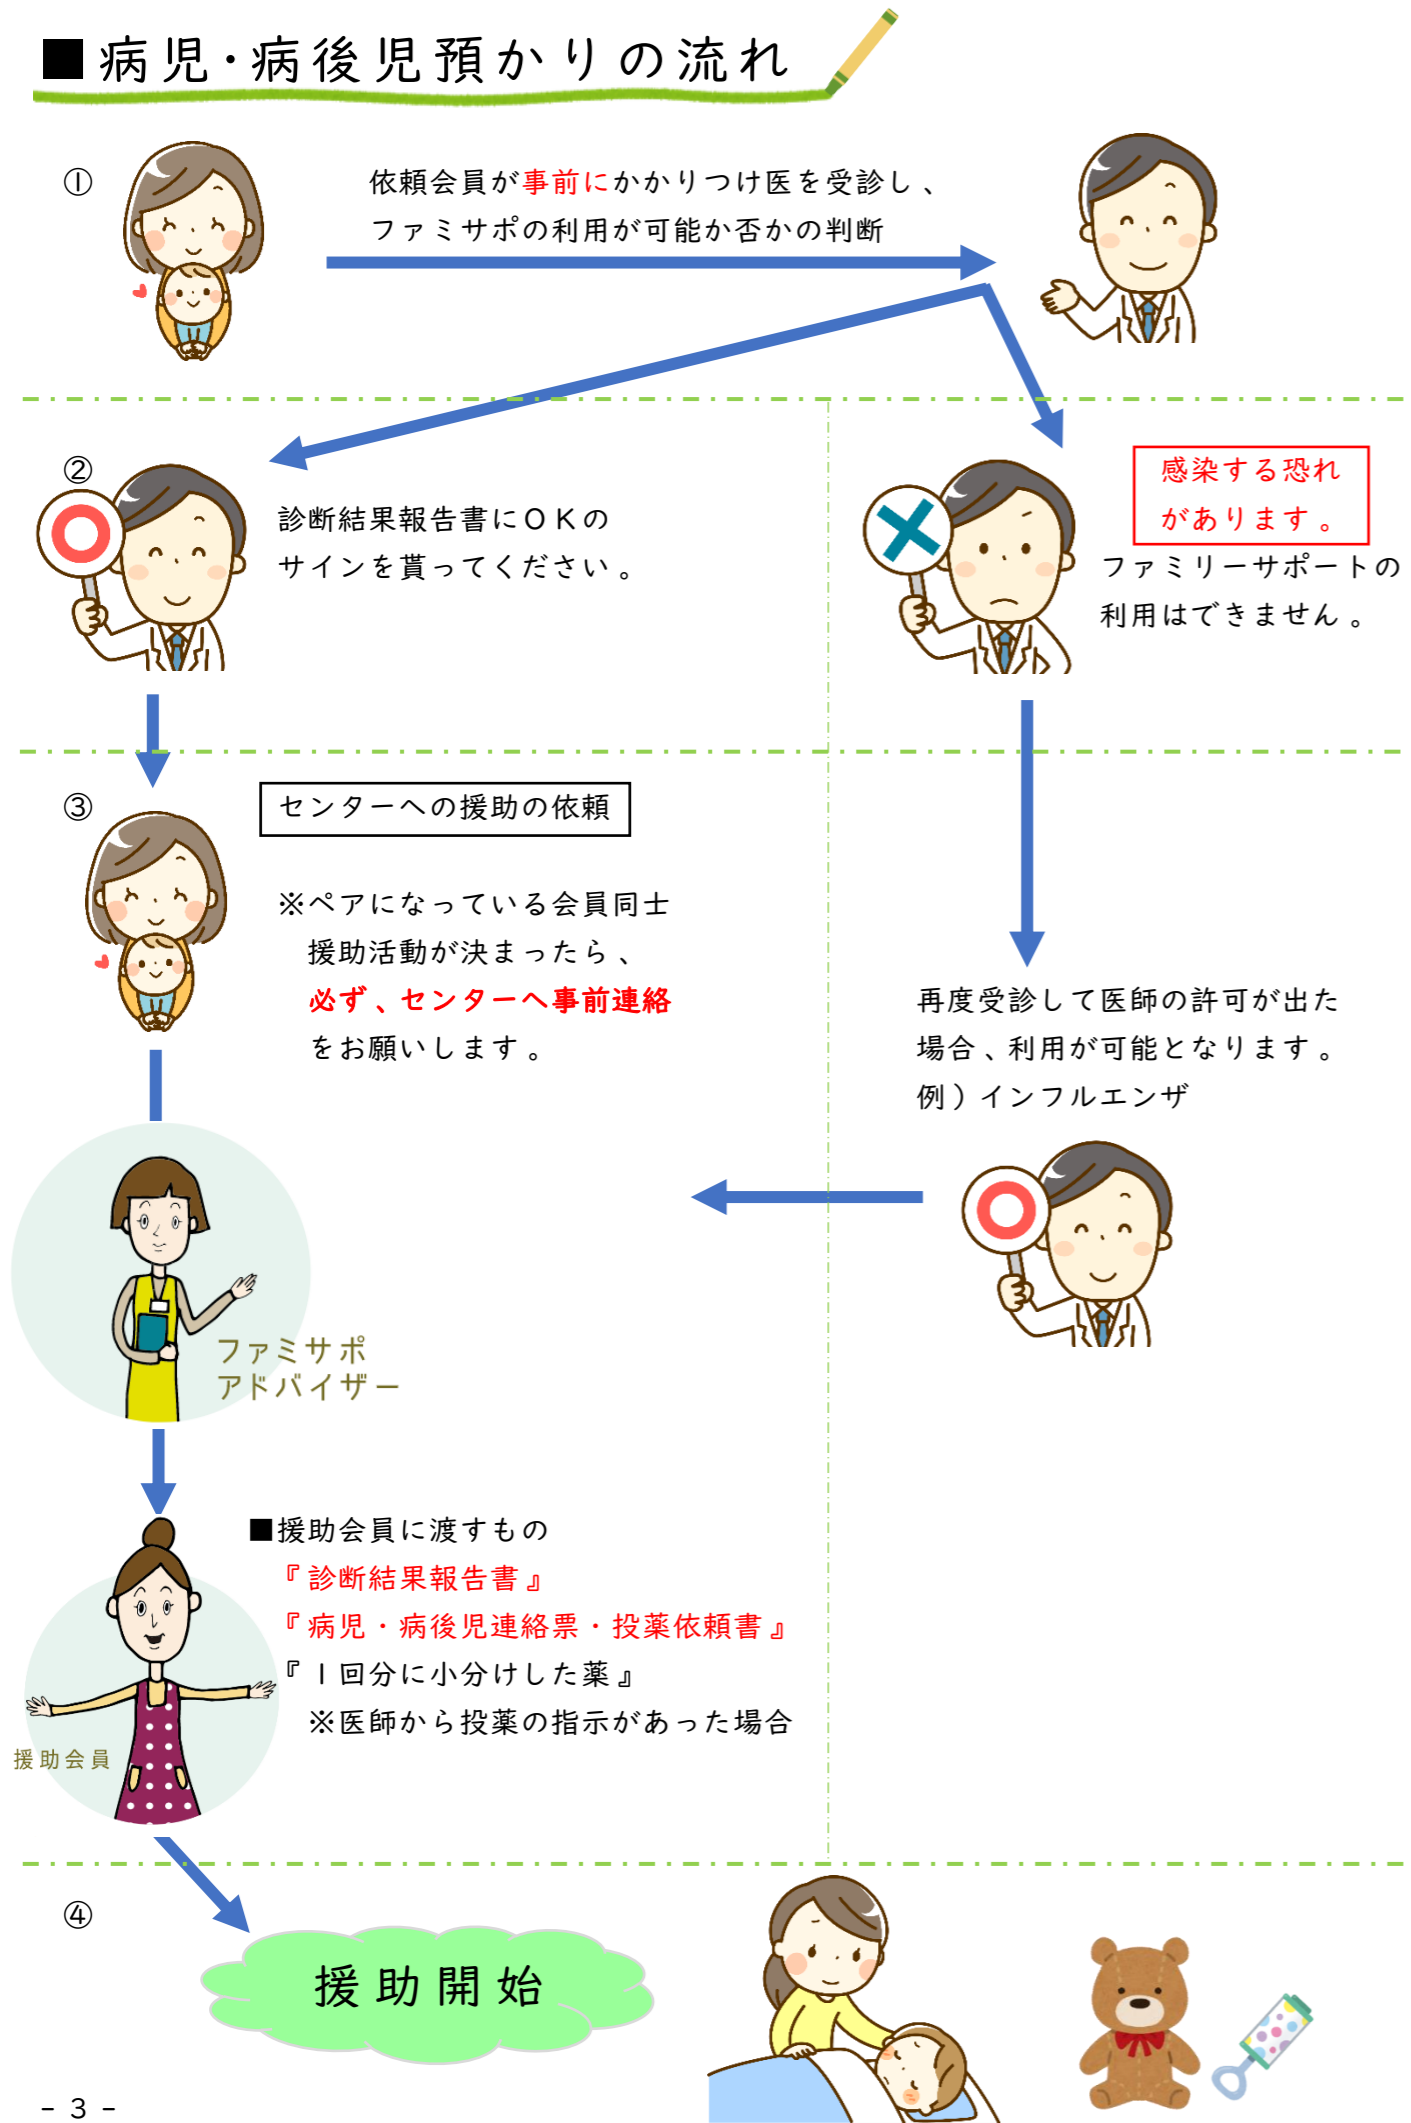 ■病児・病後児預かりの流れ
①
依頼会員が事前にかかりつけ医を受診し、
ファミサポの利用が可能か否かの判断
②
診断結果報告書にＯＫの
サインを貰ってください。
感染する恐れ
があります。
ファミリーサポートの
利用はできません。
③
センターへの援助の依頼
※ペアになっている会員同士
援助活動が決まったら、
必ず、センターへ事前連絡
をお願いします。
再度受診して医師の許可が出た
場合、利用が可能となります。
例）インフルエンザ
ファミサポ
アドバイザー
■援助会員に渡すもの
『診断結果報告書』
『病児・病後児連絡票・投薬依頼書』
『１回分に小分けした薬』
※医師から投薬の指示があった場合
援助会員
④
援助開始
- 3 -